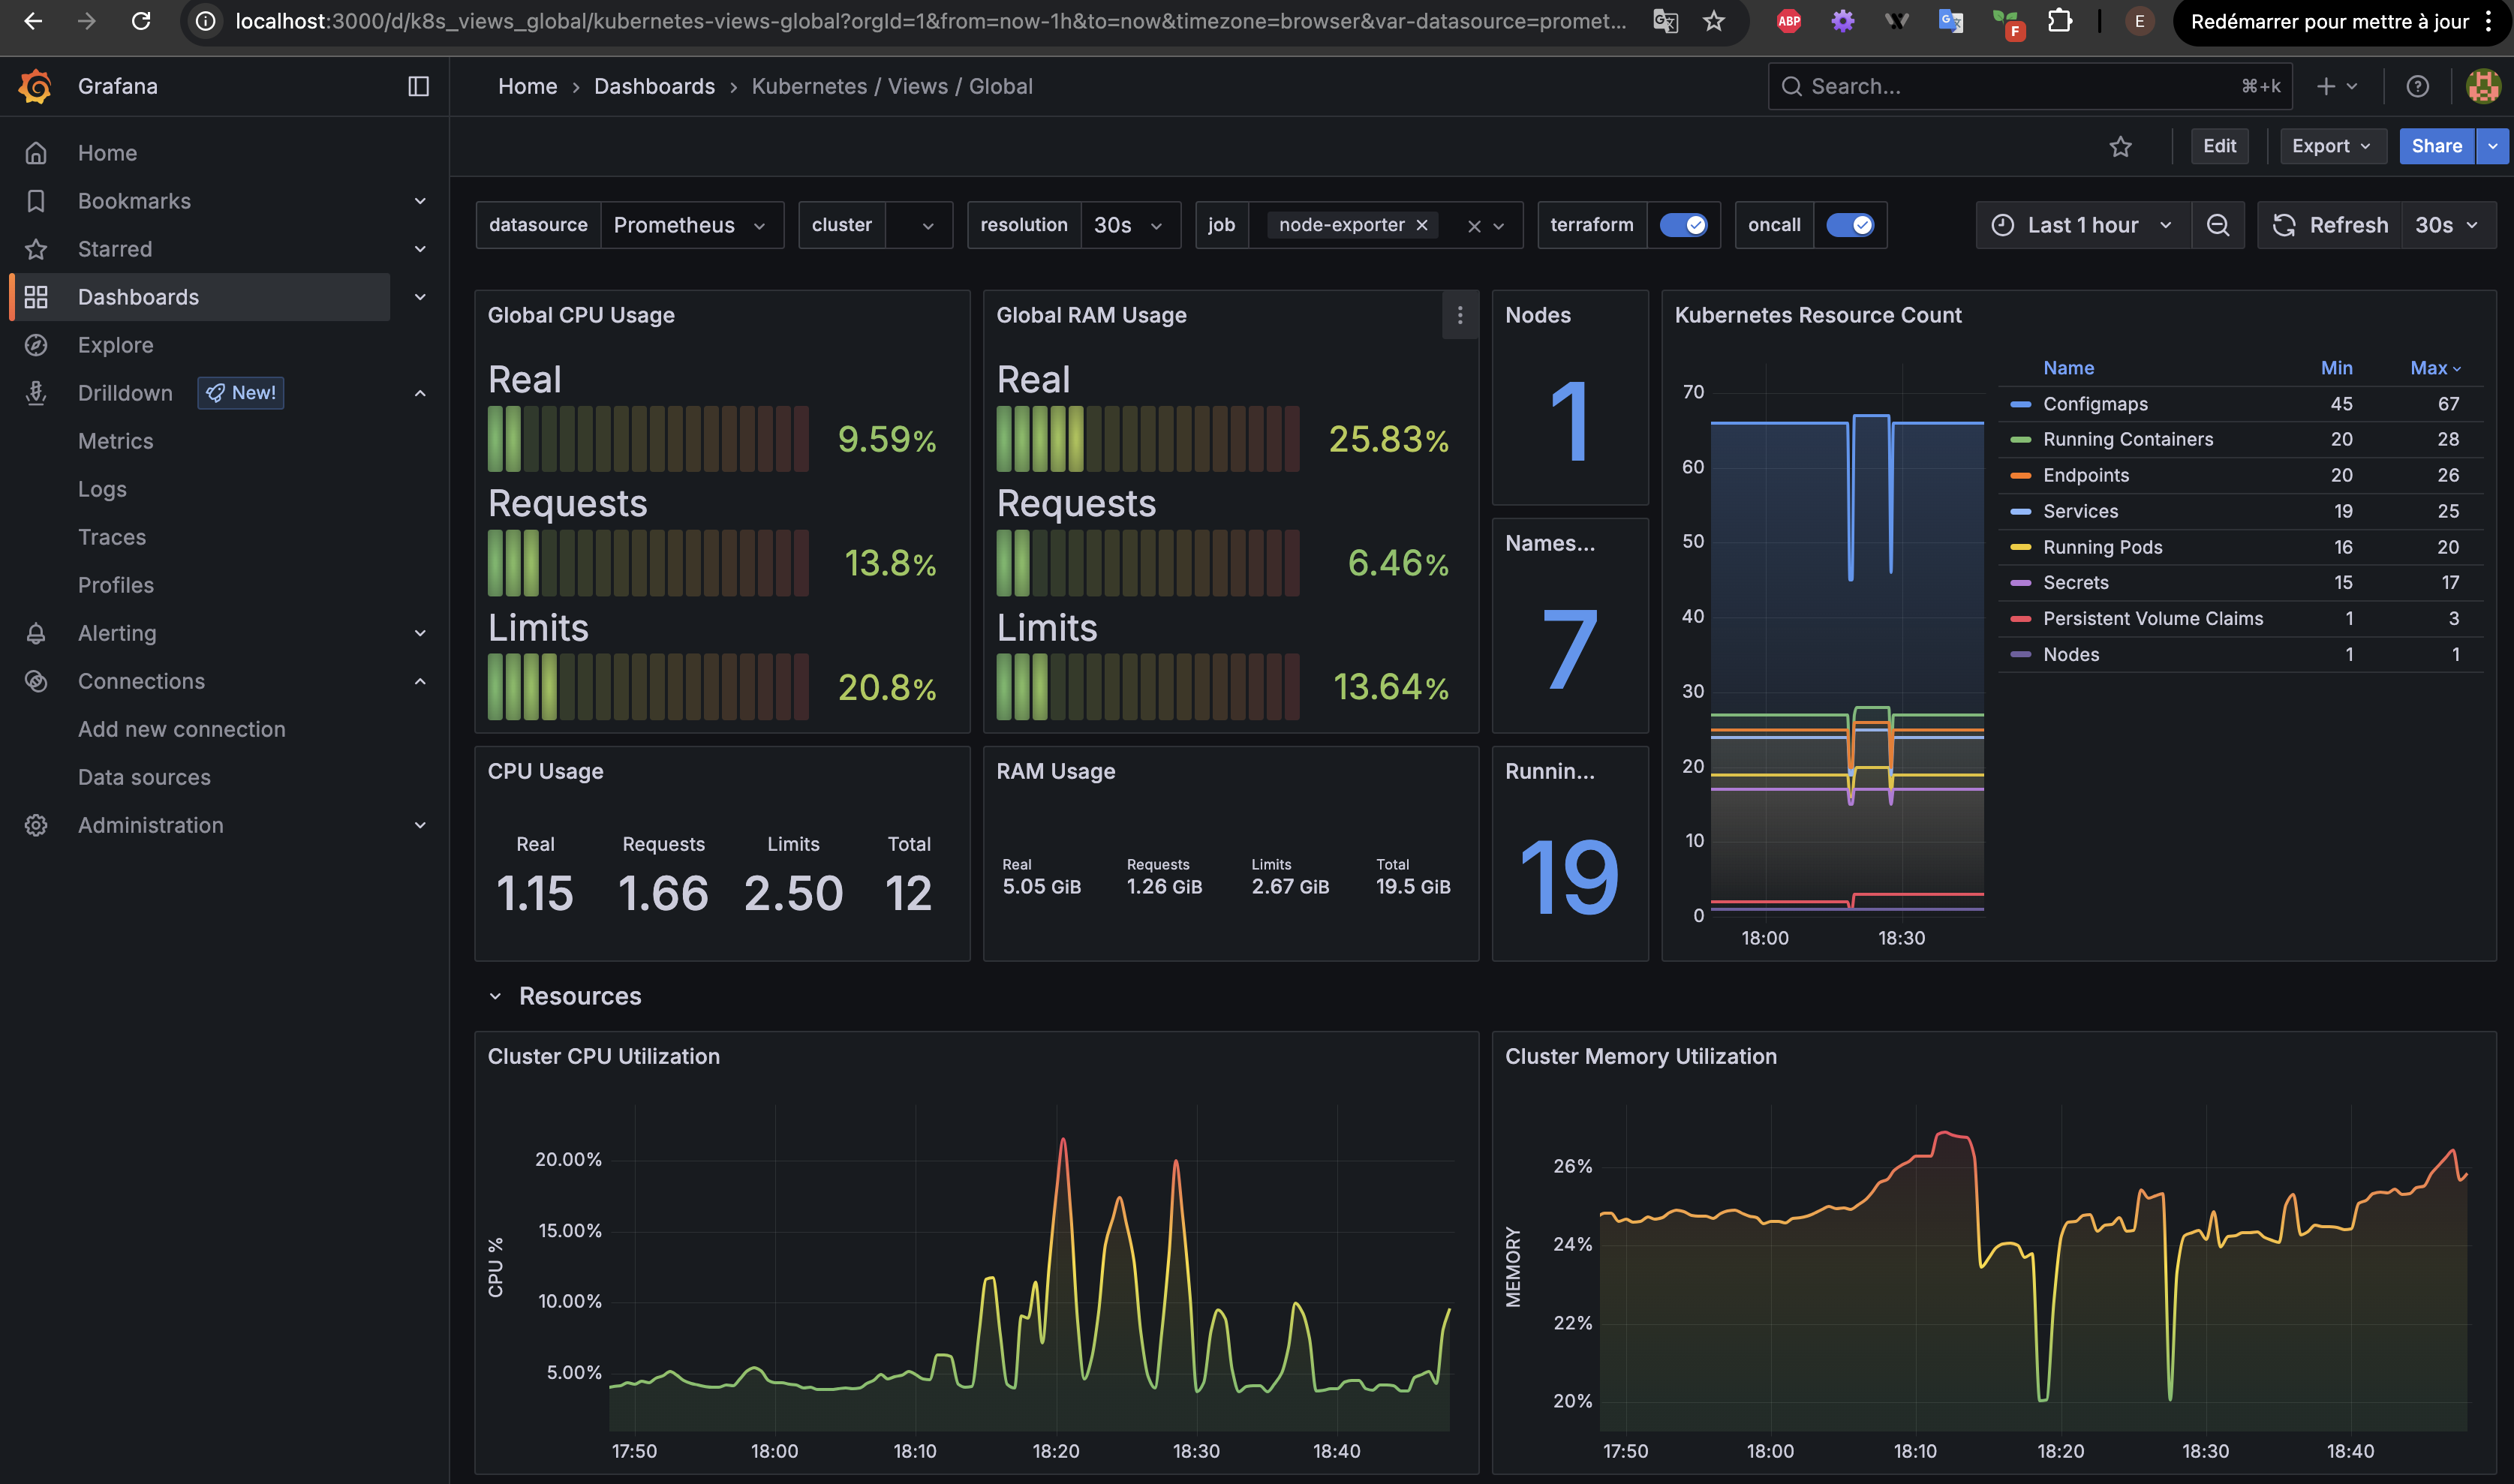 localhost:3000/d/k8s_views_global/kubernetes-views-global?orgId=1&from=now-1h&to=now&timezone=browser&var-datasource=promet...
ABP
F
E
Redémarrer pour mettre à jour
Grafana
Home › Dashboards › Kubernetes / Views / Global
Search...
⌘+k
Edit
Export
Share
Home
Bookmarks
Starred
Dashboards
Explore
Drilldown
New!
Metrics
Logs
Traces
Profiles
Alerting
Connections
Add new connection
Data sources
Administration
datasource Prometheus
cluster
resolution 30s
job node-exporter
terraform
oncall
Last 1 hour
Refresh 30s
Global CPU Usage
Real
9.59%
Requests
13.8%
Limits
20.8%
Global RAM Usage
Real
25.83%
Requests
6.46%
Limits
13.64%
Nodes
1
Names...
7
Runnin...
19
Kubernetes Resource Count
70
60
50
40
30
20
10
0
18:00 18:30
Name Min Max
Configmaps 45 67
Running Containers 20 28
Endpoints 20 26
Services 19 25
Running Pods 16 20
Secrets 15 17
Persistent Volume Claims 1 3
Nodes 1 1
CPU Usage
Real Requests Limits Total
1.15 1.66 2.50 12
RAM Usage
Real Requests Limits Total
5.05 GiB 1.26 GiB 2.67 GiB 19.5 GiB
Resources
Cluster CPU Utilization
CPU %
20.00%
15.00%
10.00%
5.00%
17:50 18:00 18:10 18:20 18:30 18:40
Cluster Memory Utilization
MEMORY
26%
24%
22%
20%
17:50 18:00 18:10 18:20 18:30 18:40